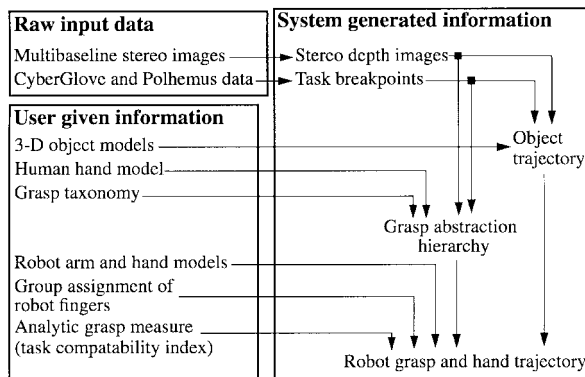 Raw input data
Multibaseline stereo images
CyberGlove and Polhemus data
System generated information
Stereo depth images
Task breakpoints
Object
trajectory
Grasp abstraction
hierarchy
Robot grasp and hand trajectory
User given information
3-D object models
Human hand model
Grasp taxonomy
Robot arm and hand models
Group assignment of
robot fingers
Analytic grasp measure
(task compatability index)